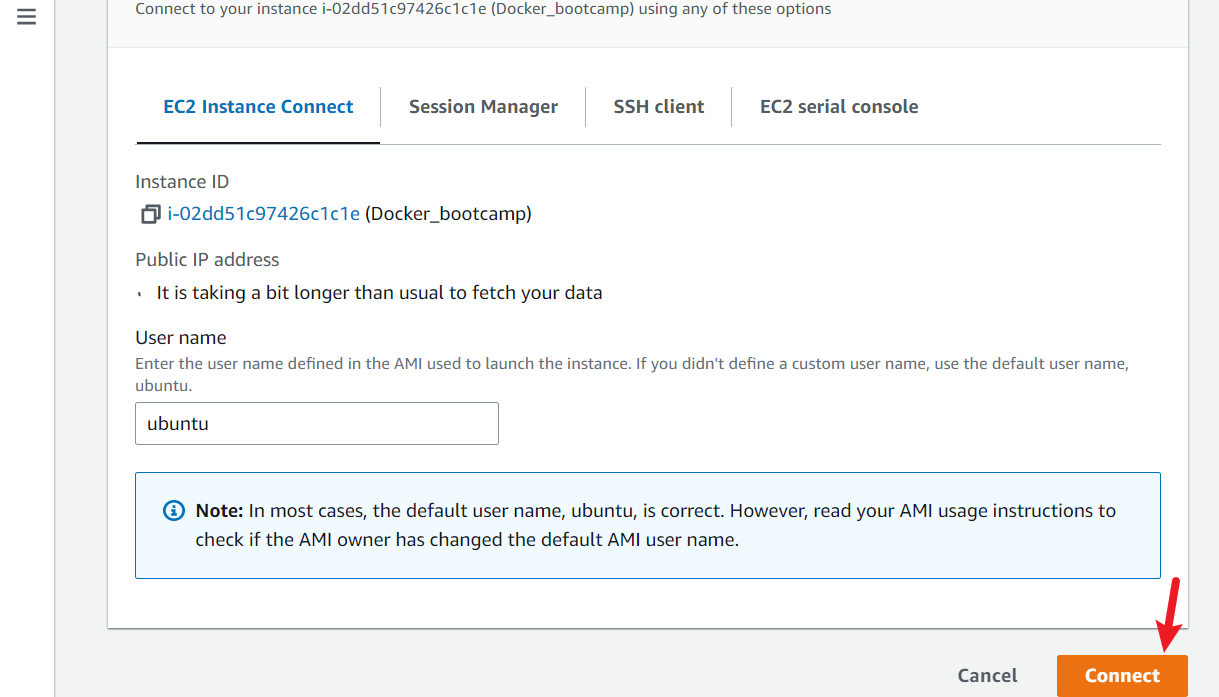 Connect to your instance i-02dd51c97426c1c1e (Docker_bootcamp) using any of these options
EC2 Instance Connect
Session Manager
SSH client
EC2 serial console
Instance ID
i-02dd51c97426c1c1e (Docker_bootcamp)
Public IP address
It is taking a bit longer than usual to fetch your data
User name
Enter the user name defined in the AMI used to launch the instance. If you didn't define a custom user name, use the default user name,
ubuntu.
ubuntu
Note: In most cases, the default user name, ubuntu, is correct. However, read your AMI usage instructions to
check if the AMI owner has changed the default AMI user name.
Cancel
Connect